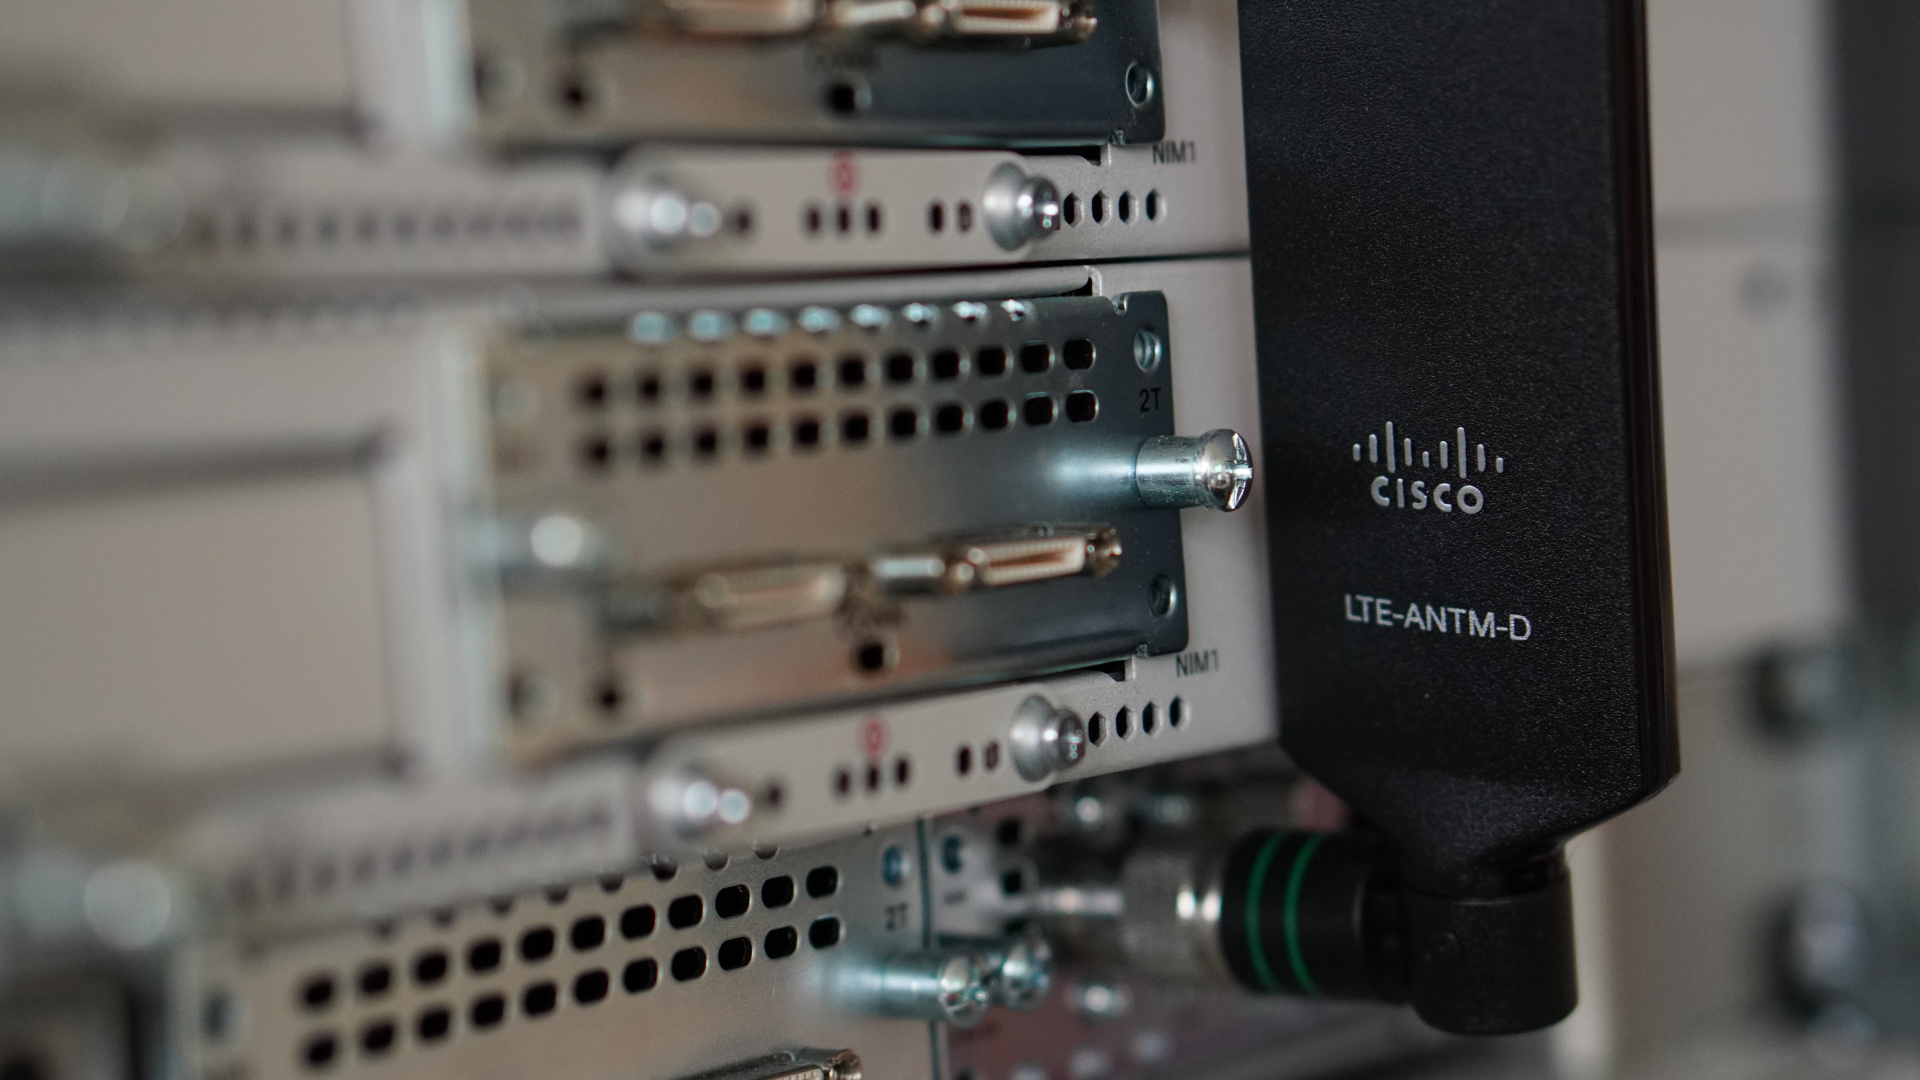 NIM1
2T
CISCO
LTE-ANTM-D
NIM1
2T